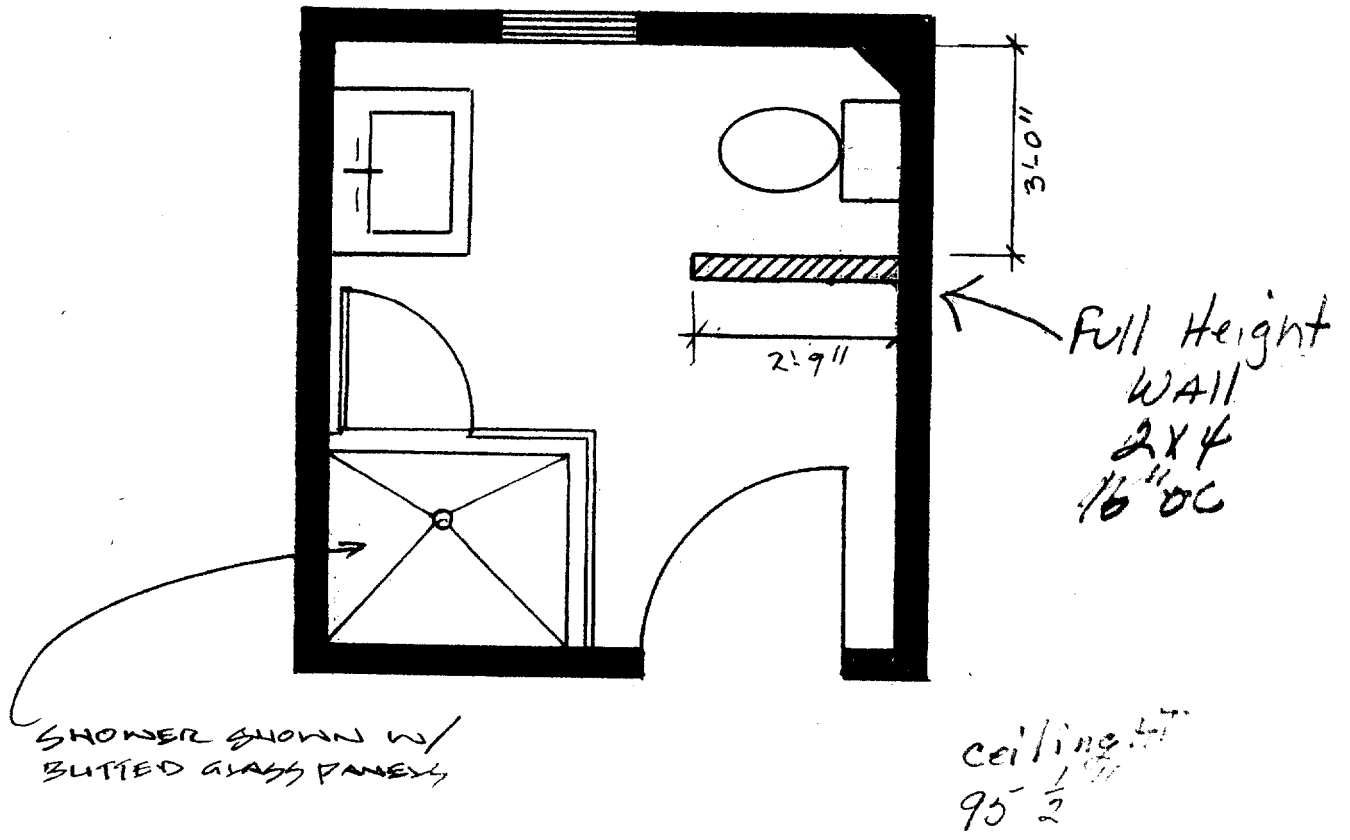 3'-0"
2'-9"
Full Height
WAll
2x4
16" OC
SHOWER SHOWN W/
BUTTED GLASS PANELS
ceiling HT
95 1/2"